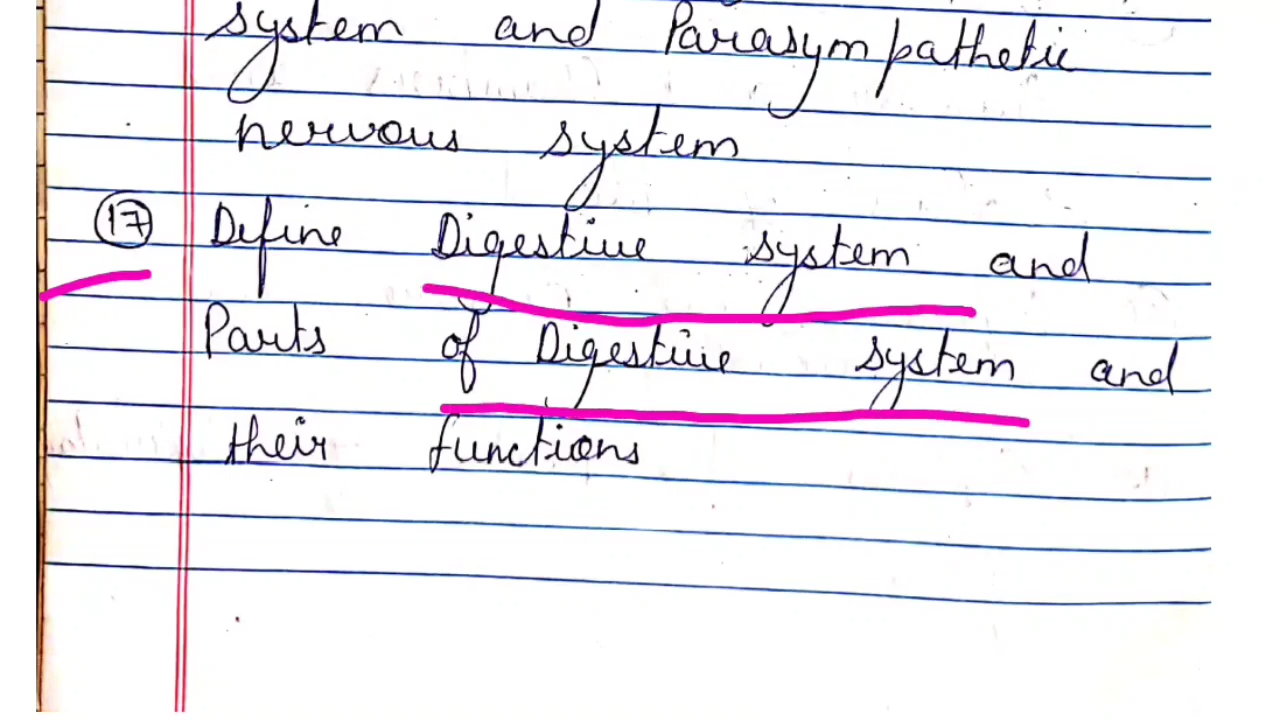 system and Parasympathetic
nervous system
17 Define Digestive system and
Parts of Digestive system and
their functions